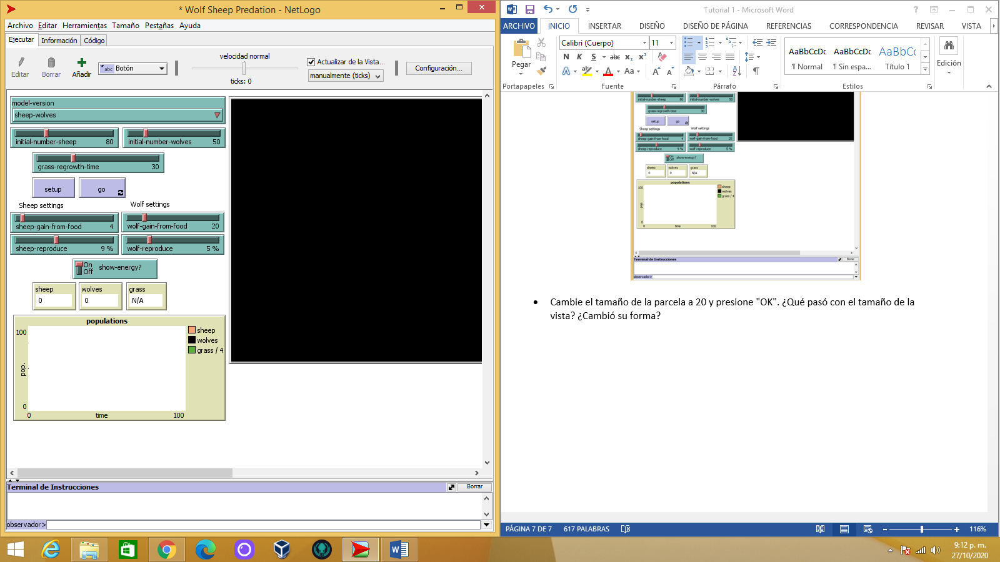 * Wolf Sheep Predation - NetLogo
Archivo Editar Herramientas Tamaño Pestañas Ayuda
Ejecutar Información Código
Editar Borrar Añadir
abc Botón
velocidad normal
ticks: 0
Actualizar de la Vista...
manualmente (ticks)
Configuración...
model-version
sheep-wolves
initial-number-sheep 80
initial-number-wolves 50
grass-regrowth-time 30
setup
go
Sheep settings
Wolf settings
sheep-gain-from-food 4
wolf-gain-from-food 20
sheep-reproduce 9 %
wolf-reproduce 5 %
On
Off
show-energy?
sheep
0
wolves
0
grass
N/A
populations
100
pop.
0
0 time 100
sheep
wolves
grass / 4
Terminal de Instrucciones
Borrar
observador>
Tutorial 1 - Microsoft Word
ARCHIVO INICIO INSERTAR DISEÑO DISEÑO DE PÁGINA REFERENCIAS CORRESPONDENCIA REVISAR VISTA
Pegar
Calibri (Cuerpo) 11
N K S abc x₂ x²
A aby A Aa A A
AaBbCcDc AaBbCcDc AaBbCc
¶ Normal ¶ Sin espa... Título 1
Edición
Portapapeles Fuente Párrafo Estilos
initial-number-sheep 80
initial-number-wolves 50
grass-regrowth-time 30
setup
go
Sheep settings
Wolf settings
sheep-gain-from-food 4
wolf-gain-from-food 20
sheep-reproduce 9 %
wolf-reproduce 5 %
On
Off
show-energy?
sheep
0
wolves
0
grass
N/A
populations
100
pop.
0
0 time 100
sheep
wolves
grass / 4
Terminal de Instrucciones
Borrar
observador>
• Cambie el tamaño de la parcela a 20 y presione "OK". ¿Qué pasó con el tamaño de la
vista? ¿Cambió su forma?
PÁGINA 7 DE 7 617 PALABRAS
116%
9:12 p. m.
27/10/2020